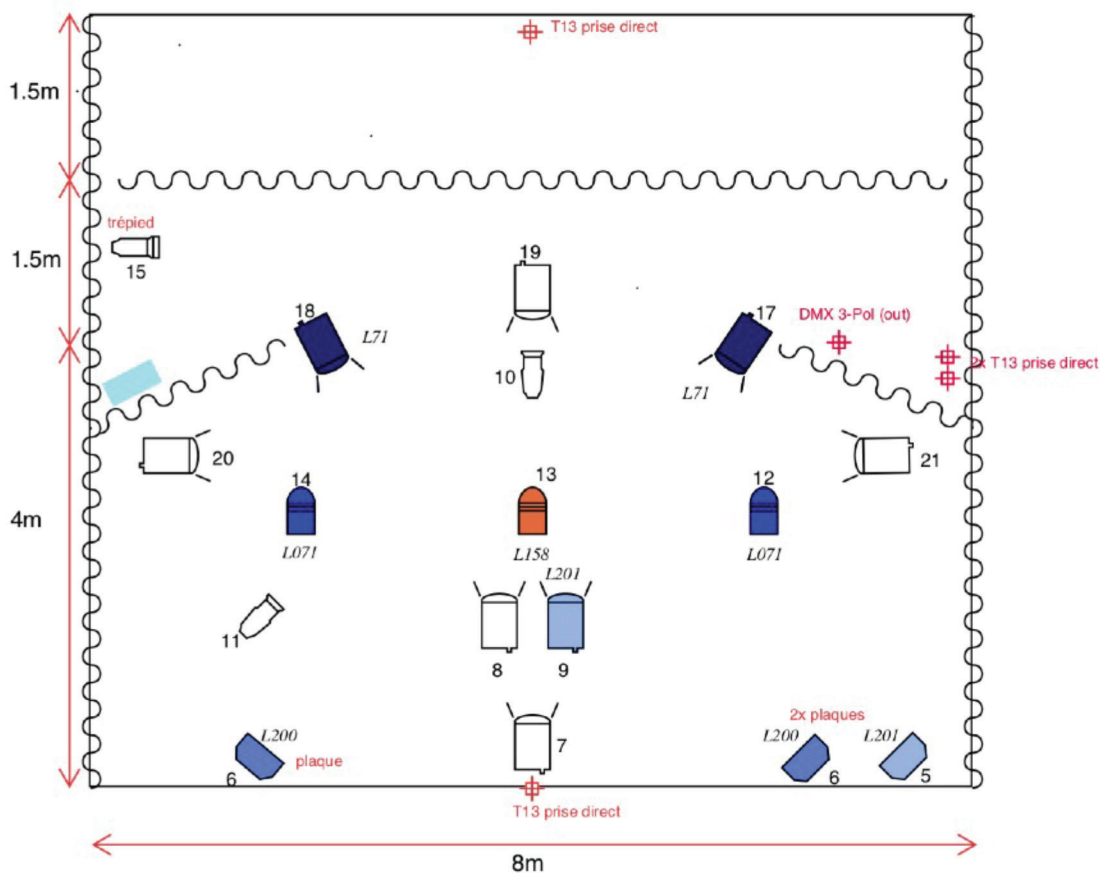 T13 prise direct
1.5m
trépied
15
1.5m
19
18
L71
17
L71
DMX 3-Pol (out)
2x T13 prise direct
10
20
21
14
L071
13
L158
12
L071
4m
L201
11
8
9
7
L200
6
plaque
2x plaques
L200
6
L201
5
T13 prise direct
8m